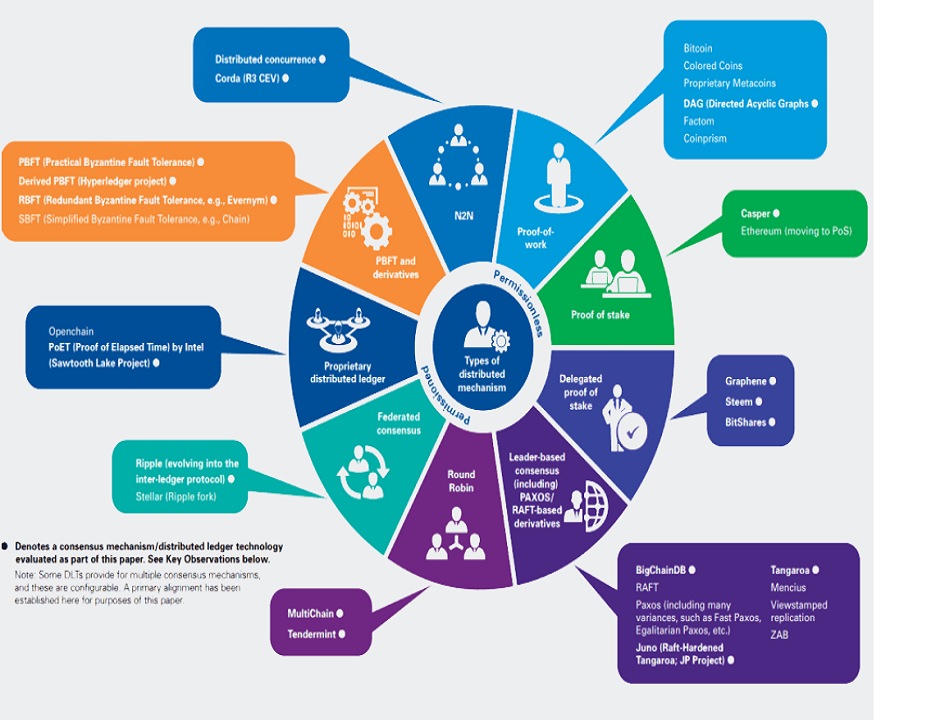 Distributed concurrence ●
Corda (R3 CEV) ●
Bitcoin
Colored Coins
Proprietary Metacoins
DAG (Directed Acyclic Graphs ●
Factom
Coinprism
PBFT (Practical Byzantine Fault Tolerance) ●
Derived PBFT (Hyperledger project) ●
RBFT (Redundant Byzantine Fault Tolerance, e.g., Evernym) ●
SBFT (Simplified Byzantine Fault Tolerance, e.g., Chain)
Casper ●
Ethereum (moving to PoS)
N2N
Proof-of-
work
PBFT and
derivatives
Proof of stake
Permissionless
Types of
distributed
mechanism
Permissioned
Openchain
PoET (Proof of Elapsed Time) by Intel
(Sawtooth Lake Project) ●
Proprietary
distributed ledger
Delegated
proof of
stake
Graphene ●
Steem ●
BitShares ●
Federated
consensus
Leader-based
consensus
(including)
PAXOS/
RAFT-based
derivatives
Round
Robin
Ripple (evolving into the
inter-ledger protocol) ●
Stellar (Ripple fork)
● Denotes a consensus mechanism/distributed ledger technology
evaluated as part of this paper. See Key Observations below.
Note: Some DLTs provide for multiple consensus mechanisms,
and these are configurable. A primary alignment has been
established here for purposes of this paper.
MultiChain ●
Tendermint ●
BigChainDB ●
RAFT
Paxos (including many
variances, such as Fast Paxos,
Egalitarian Paxos, etc.)
Juno (Raft-Hardened
Tangaroa; JP Project) ●
Tangaroa ●
Mencius
Viewstamped
replication
ZAB